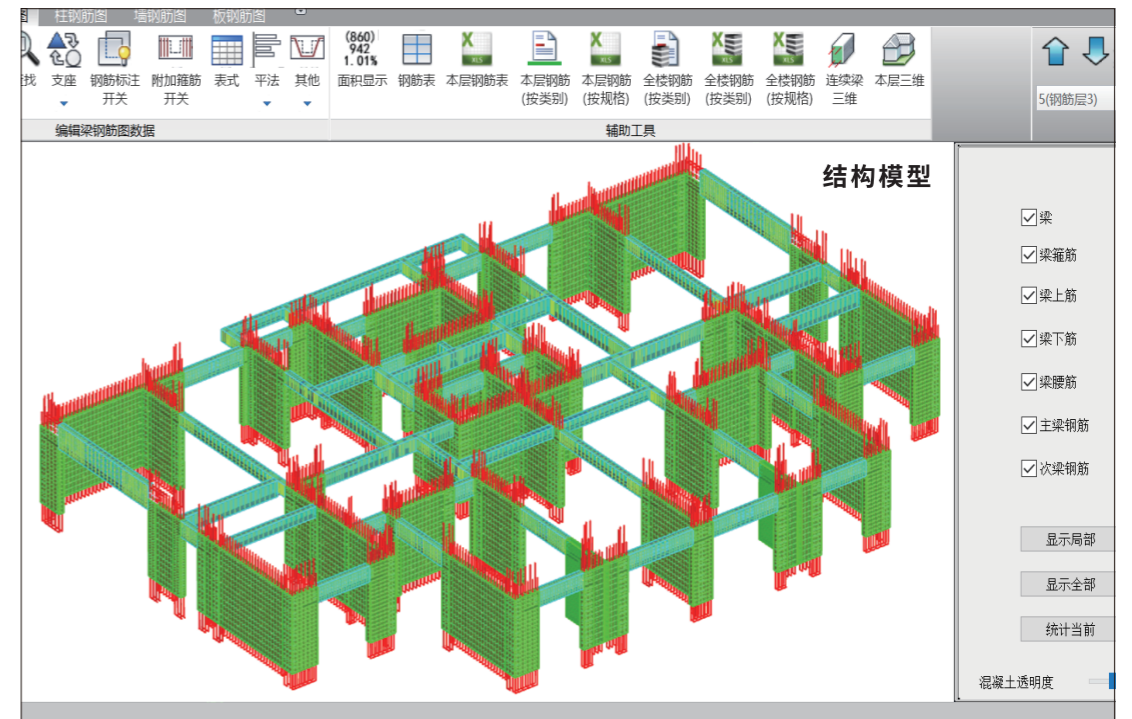 柱钢筋图 墙钢筋图 板钢筋图
支座 钢筋标注 附加箍筋 表式 平法 其他
开关 开关
(860)
942
1.01%
面积显示 钢筋表 本层钢筋表 本层钢筋 本层钢筋 全楼钢筋 全楼钢筋 全楼钢筋 连续梁 本层三维
(按类别) (按规格) (按类别) (按类别) (按规格) 三维
XLS XLS XLS XLS
5(钢筋层3)
编辑梁钢筋图数据 辅助工具
结构模型
梁
梁箍筋
梁上筋
梁下筋
梁腰筋
主梁钢筋
次梁钢筋
显示局部
显示全部
统计当前
混凝土透明度